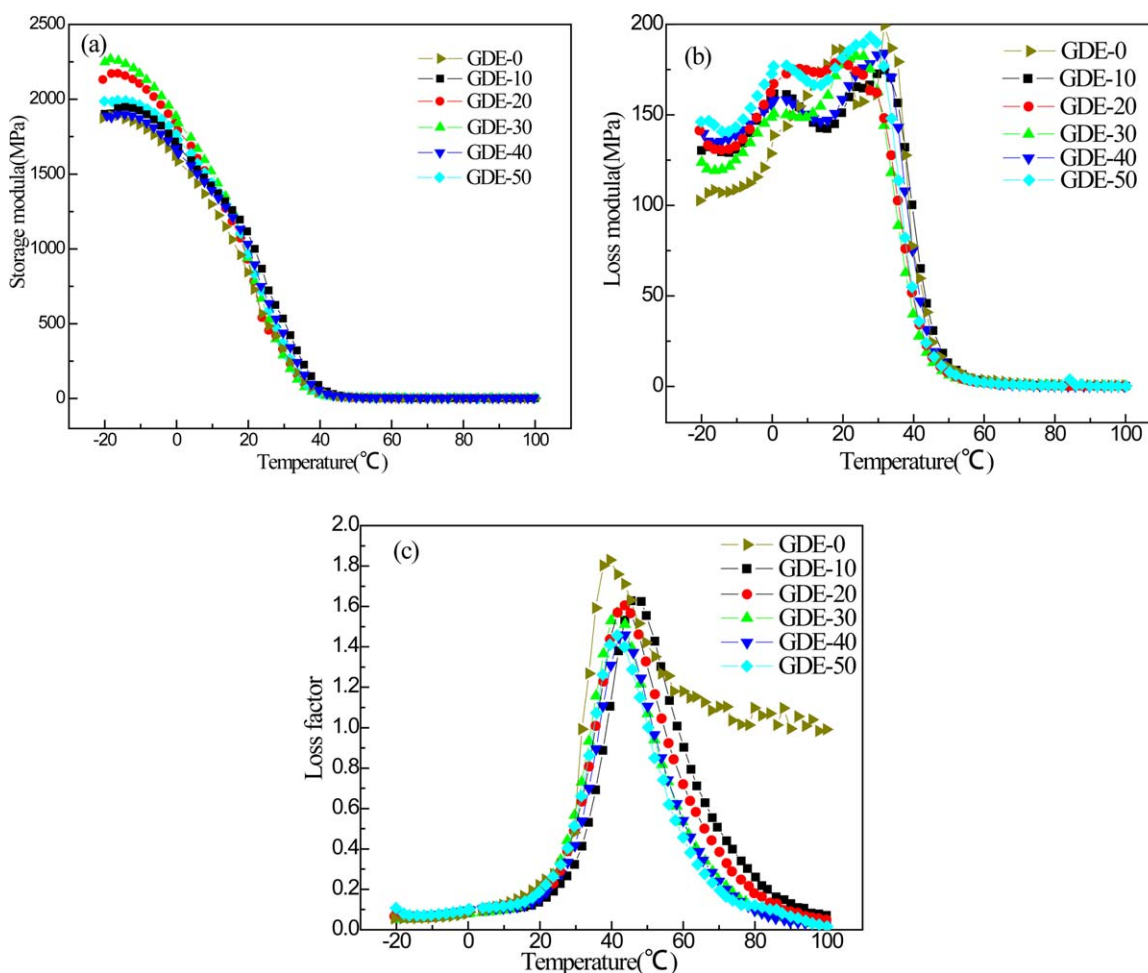 (a)
Storage modula(MPa)
2500
2000
1500
1000
500
0
-20 0 20 40 60 80 100
Temperature(℃)
GDE-0
GDE-10
GDE-20
GDE-30
GDE-40
GDE-50
(b)
Loss modula(MPa)
200
150
100
50
0
-20 0 20 40 60 80 100
Temperature(℃)
GDE-0
GDE-10
GDE-20
GDE-30
GDE-40
GDE-50
(c)
Loss factor
2.0
1.8
1.6
1.4
1.2
1.0
0.8
0.6
0.4
0.2
0.0
-20 0 20 40 60 80 100
Temperature(℃)
GDE-0
GDE-10
GDE-20
GDE-30
GDE-40
GDE-50